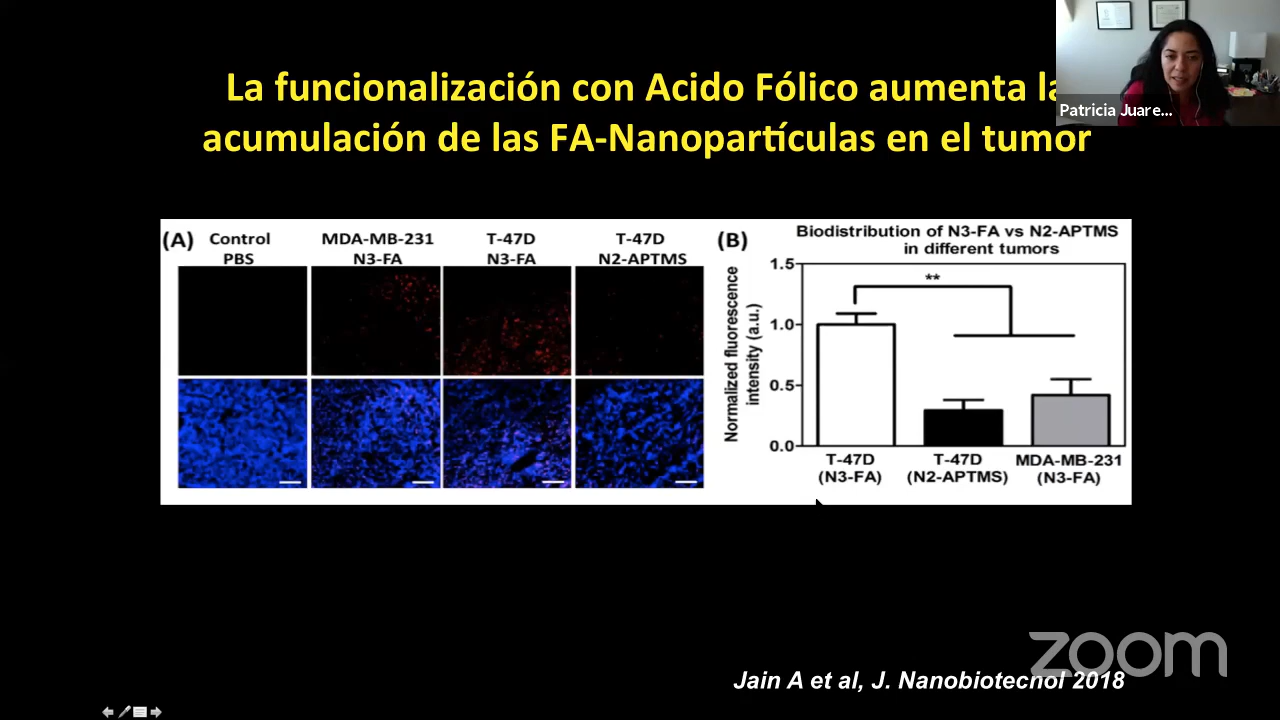 La funcionalización con Acido Fólico aumenta la
acumulación de las FA-Nanopartículas en el tumor
Patricia Juare...
(A)
Control
PBS
MDA-MB-231
N3-FA
T-47D
N3-FA
T-47D
N2-APTMS
(B)
Biodistribution of N3-FA vs N2-APTMS
in different tumors
Normalized fluorescence
intensity (a.u.)
1.5
1.0
0.5
0.0
**
T-47D
(N3-FA)
T-47D
(N2-APTMS)
MDA-MB-231
(N3-FA)
zoom
Jain A et al, J. Nanobiotecnol 2018